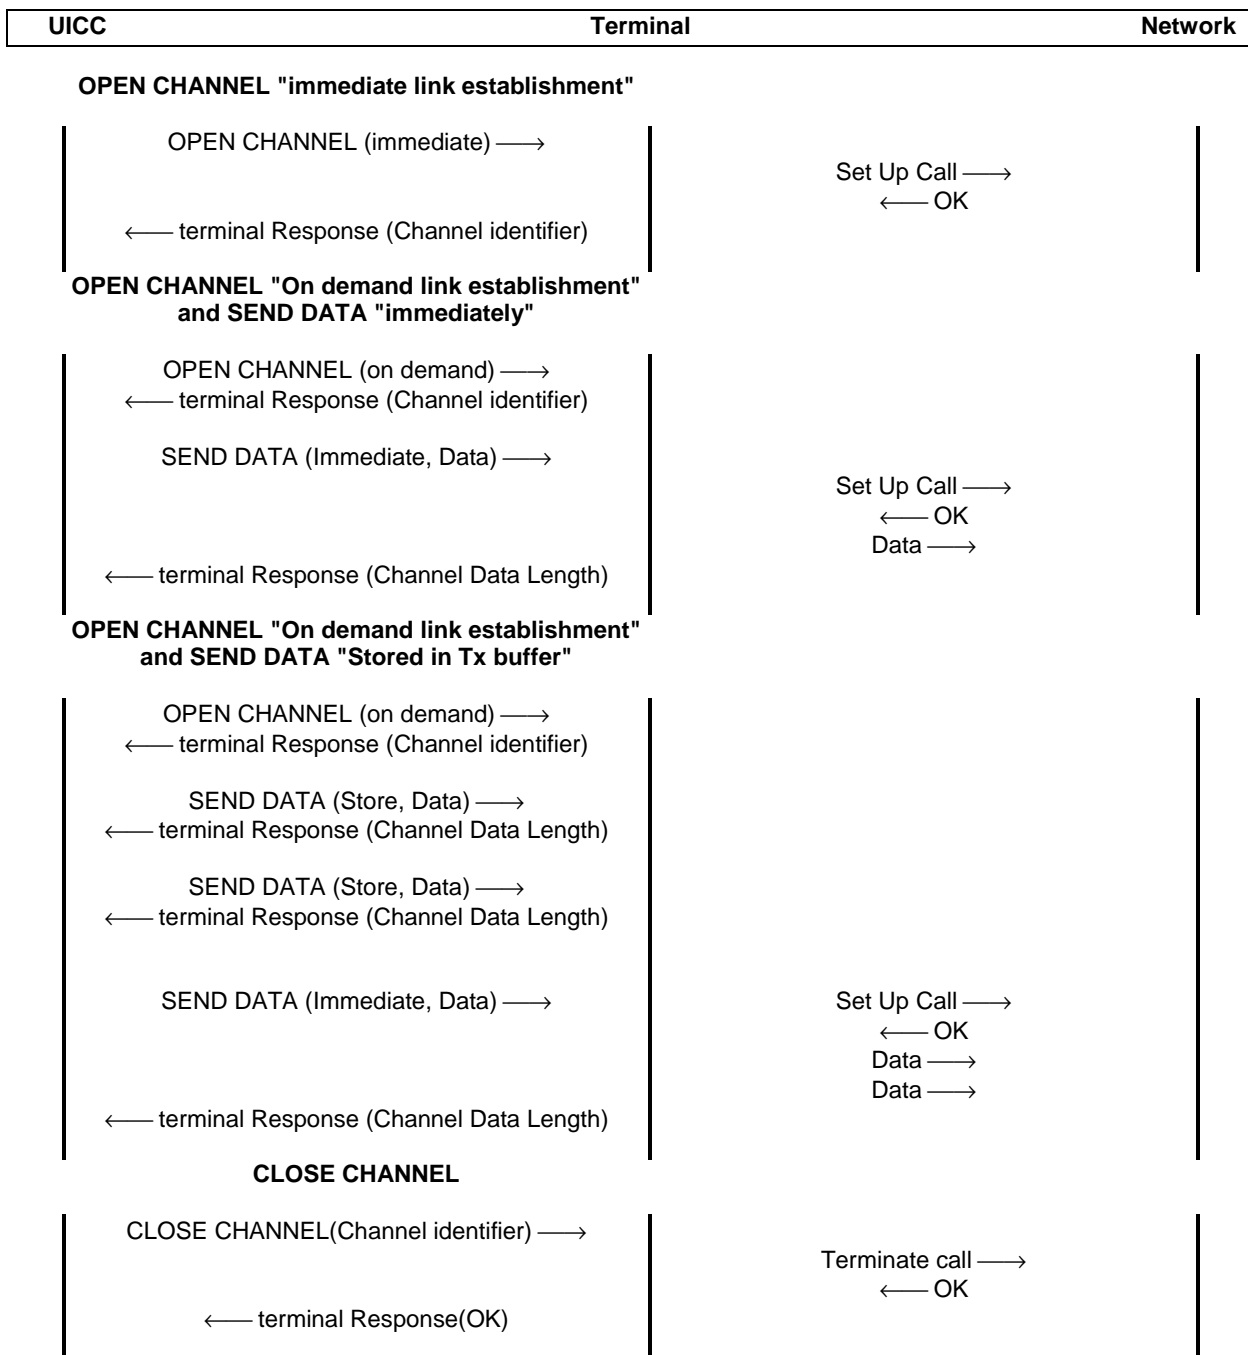 UICC Terminal Network
OPEN CHANNEL "immediate link establishment"
OPEN CHANNEL (immediate) ⟶
Set Up Call ⟶
⟵ OK
⟵ terminal Response (Channel identifier)
OPEN CHANNEL "On demand link establishment"
and SEND DATA "immediately"
OPEN CHANNEL (on demand) ⟶
⟵ terminal Response (Channel identifier)
SEND DATA (Immediate, Data) ⟶
Set Up Call ⟶
⟵ OK
Data ⟶
⟵ terminal Response (Channel Data Length)
OPEN CHANNEL "On demand link establishment"
and SEND DATA "Stored in Tx buffer"
OPEN CHANNEL (on demand) ⟶
⟵ terminal Response (Channel identifier)
SEND DATA (Store, Data) ⟶
⟵ terminal Response (Channel Data Length)
SEND DATA (Store, Data) ⟶
⟵ terminal Response (Channel Data Length)
SEND DATA (Immediate, Data) ⟶ Set Up Call ⟶
⟵ OK
Data ⟶
Data ⟶
⟵ terminal Response (Channel Data Length)
CLOSE CHANNEL
CLOSE CHANNEL(Channel identifier) ⟶
Terminate call ⟶
⟵ OK
⟵ terminal Response(OK)